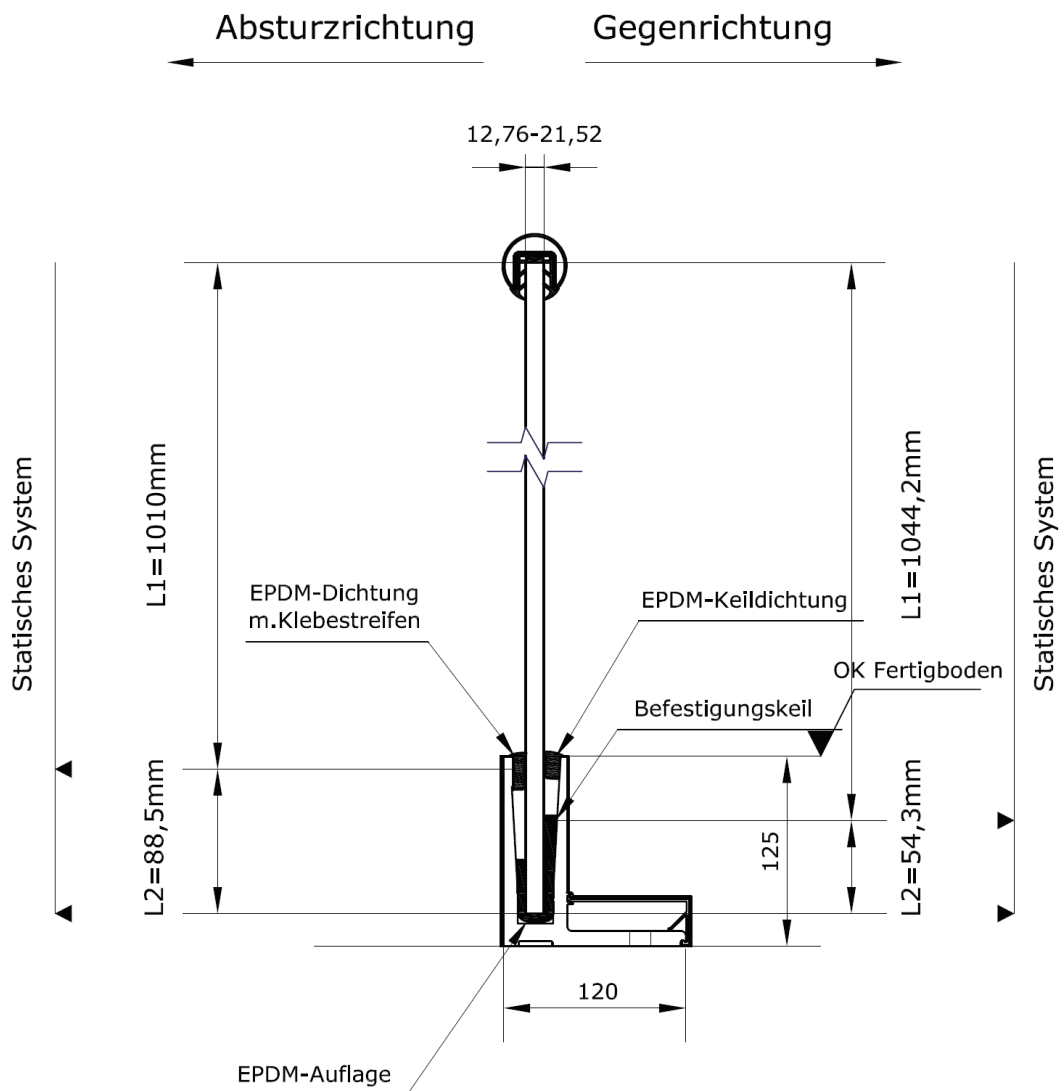 Absturzrichtung
Gegenrichtung
12,76-21,52
Statisches System
L1=1010mm
L1=1044,2mm
Statisches System
EPDM-Dichtung
m.Klebestreifen
EPDM-Keildichtung
OK Fertigboden
Befestigungskeil
L2=88,5mm
125
L2=54,3mm
120
EPDM-Auflage